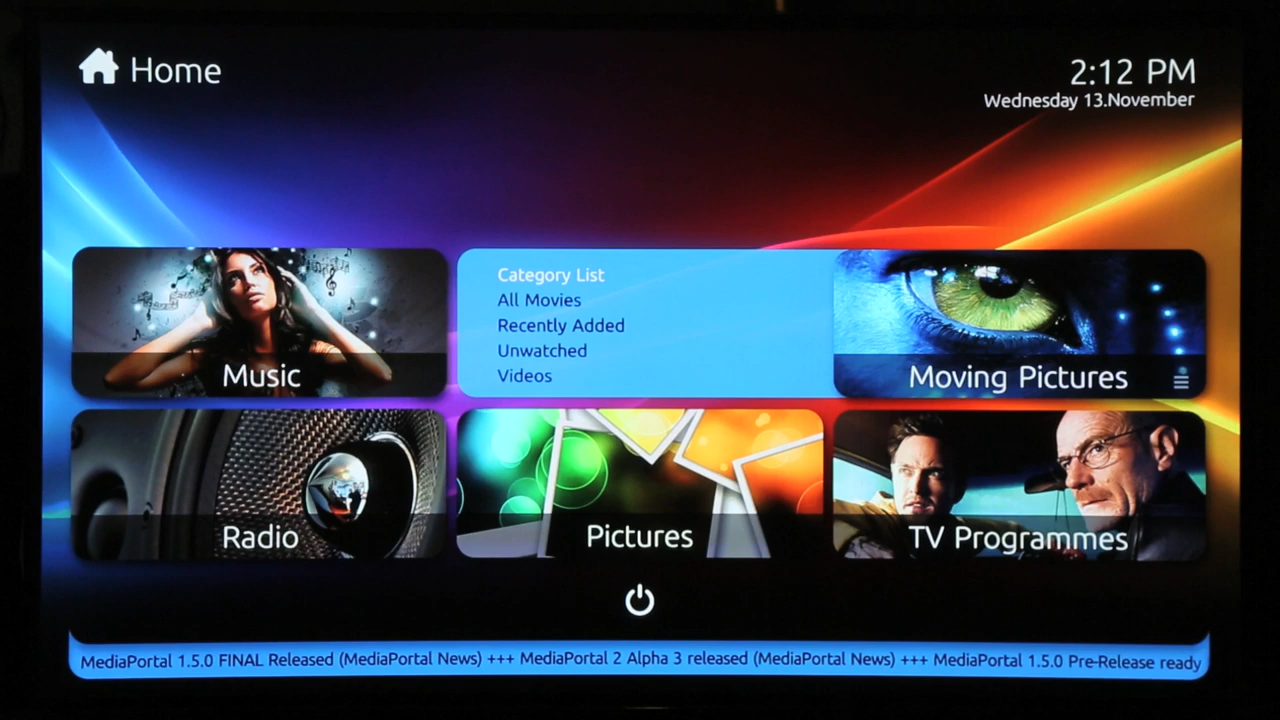 Home
2:12 PM
Wednesday 13.November
Music
Category List
All Movies
Recently Added
Unwatched
Videos
Moving Pictures
Radio
Pictures
TV Programmes
MediaPortal 1.5.0 FINAL Released (MediaPortal News) +++ MediaPortal 2 Alpha 3 released (MediaPortal News) +++ MediaPortal 1.5.0 Pre-Release ready